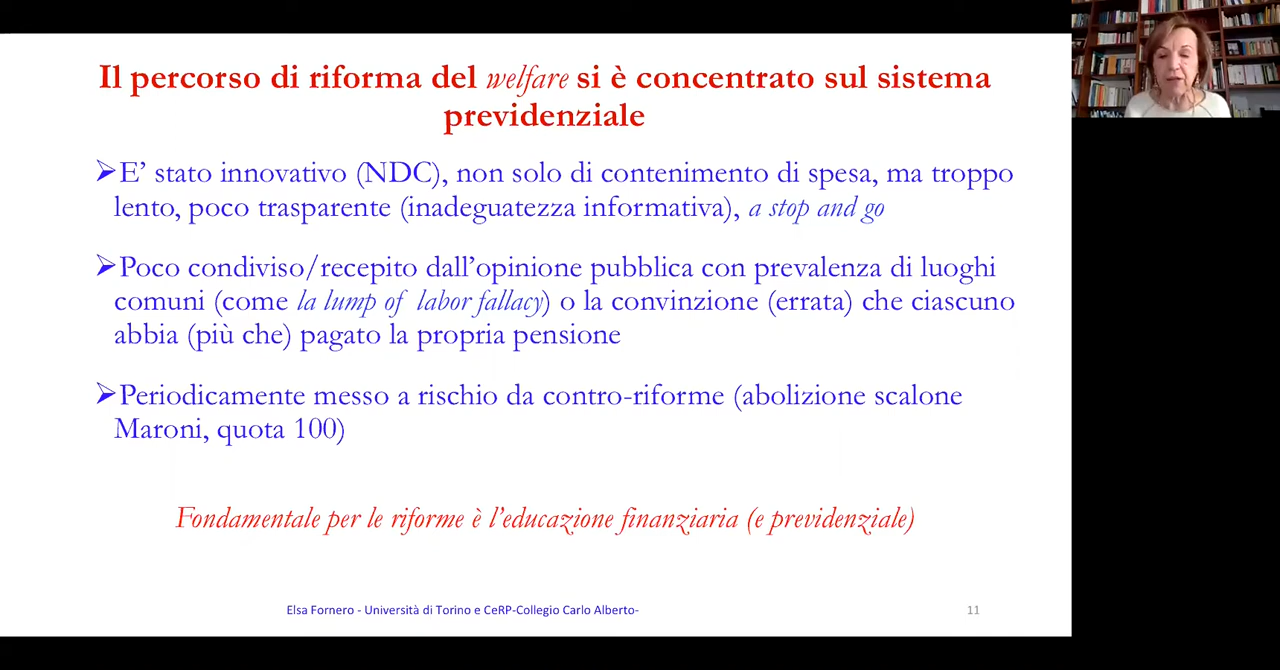 Il percorso di riforma del welfare si è concentrato sul sistema
previdenziale
➢E’ stato innovativo (NDC), non solo di contenimento di spesa, ma troppo
lento, poco trasparente (inadeguatezza informativa), a stop and go
➢Poco condiviso/recepito dall’opinione pubblica con prevalenza di luoghi
comuni (come la lump of labor fallacy) o la convinzione (errata) che ciascuno
abbia (più che) pagato la propria pensione
➢Periodicamente messo a rischio da contro-riforme (abolizione scalone
Maroni, quota 100)
Fondamentale per le riforme è l’educazione finanziaria (e previdenziale)
Elsa Fornero - Università di Torino e CeRP-Collegio Carlo Alberto-
11